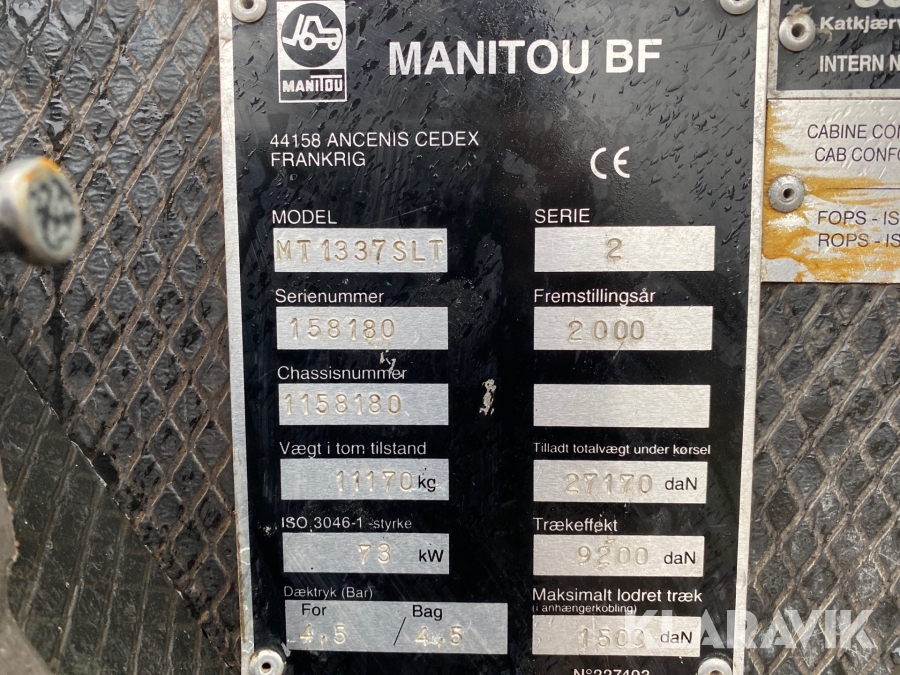 MANITOU
MANITOU BF
44158 ANCENIS CEDEX
FRANKRIG
CE
MODEL
MT1337SLT
SERIE
2
Serienummer
158180
Fremstillingsår
2000
Chassisnummer
1158180
Vægt i tom tilstand
11170 kg
Tilladt totalvægt under kørsel
27170 daN
ISO 3046-1 -styrke
73 kW
Trækeffekt
9200 daN
Dæktryk (Bar)
For
Bag
4,5 / 4,5
Maksimalt lodret træk
(i anhængerkobling)
1500 daN
N°227492
Katkjærv
INTERN N
CABINE CON
CAB CONFO
FOPS - IS
ROPS - IS
KLARAVIK